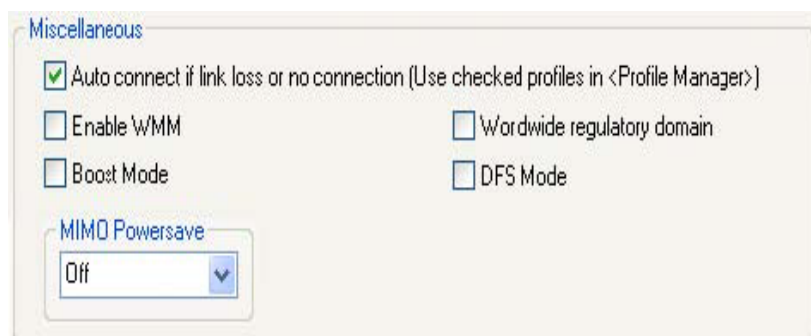 Miscellaneous
Auto connect if link loss or no connection (Use checked profiles in <Profile Manager>)
Enable WMM
Wordwide regulatory domain
Boost Mode
DFS Mode
MIMO Powersave
Off